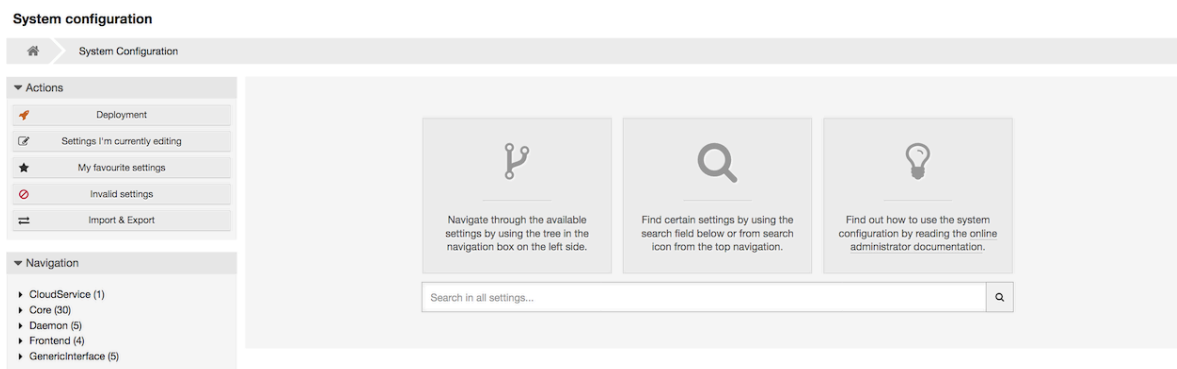 System configuration
System Configuration
Actions
Deployment
Settings I'm currently editing
My favourite settings
Invalid settings
Import & Export
Navigation
CloudService (1)
Core (30)
Daemon (5)
Frontend (4)
GenericInterface (5)
Navigate through the available
settings by using the tree in the
navigation box on the left side.
Find certain settings by using the
search field below or from search
icon from the top navigation.
Find out how to use the system
configuration by reading the online
administrator documentation.
Search in all settings...